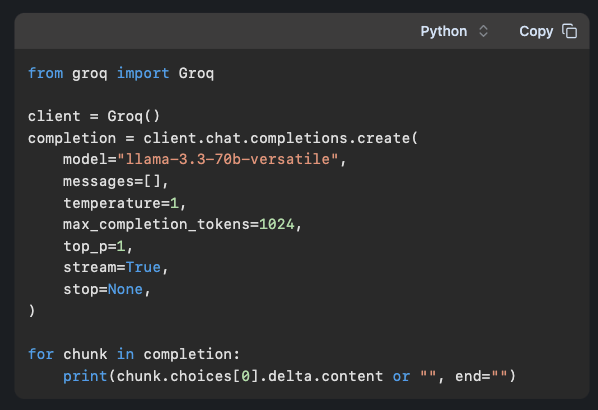 Python Copy
from groq import Groq
client = Groq()
completion = client.chat.completions.create(
    model="llama-3.3-70b-versatile",
    messages=[],
    temperature=1,
    max_completion_tokens=1024,
    top_p=1,
    stream=True,
    stop=None,
)
for chunk in completion:
    print(chunk.choices[0].delta.content or "", end="")